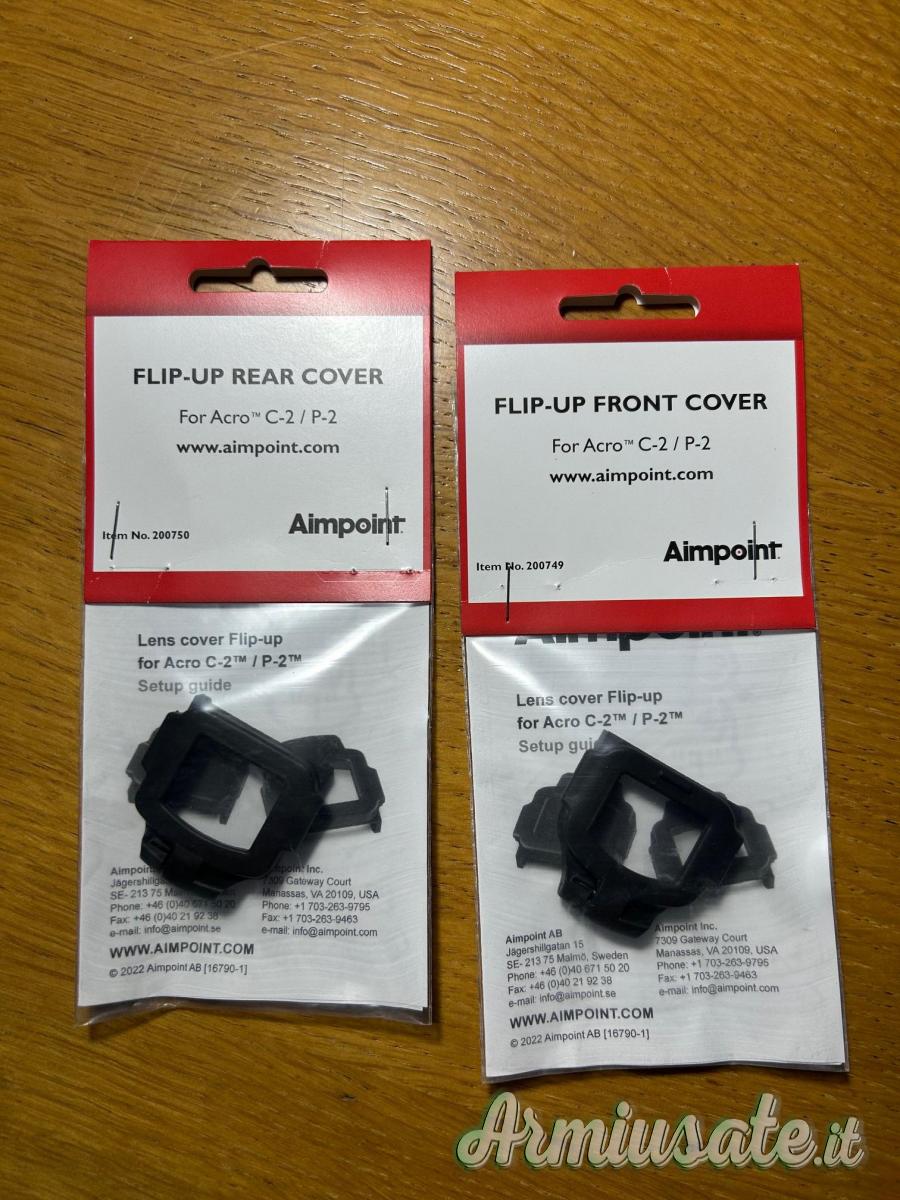 FLIP-UP REAR COVER
For Acro™ C-2 / P-2
www.aimpoint.com
Item No. 200750
Aimpoint
Lens cover Flip-up
for Acro C-2™ / P-2™
Setup guide
Aimpoint
Jägershillga
SE- 213 75 Malmö,
Phone: +46 (0)40 671 50 20
Fax: +46 (0)40 21 92 38
e-mail: info@aimpoint.se
Aimpoint Inc.
7309 Gateway Court
Manassas, VA 20109, USA
Phone: +1 703-263-9795
Fax: +1 703-263-9463
e-mail: info@aimpoint.com
WWW.AIMPOINT.COM
© 2022 Aimpoint AB [16790-1]
FLIP-UP FRONT COVER
For Acro™ C-2 / P-2
www.aimpoint.com
Item No. 200749
Aimpoint
Aimpoint®
Lens cover Flip-up
for Acro C-2™ / P-2™
Setup gui
Aimpoint AB
Jägershillgatan 15
SE- 213 75 Malmö, Sweden
Phone: +46 (0)40 671 50 20
Fax: +46 (0)40 21 92 38
e-mail: info@aimpoint.se
Aimpoint Inc.
7309 Gateway Court
Manassas, VA 20109, USA
Phone: +1 703-263-9795
Fax: +1 703-263-9463
e-mail: info@aimpoint.com
WWW.AIMPOINT.COM
© 2022 Aimpoint AB [16790-1]
Armiusate.it